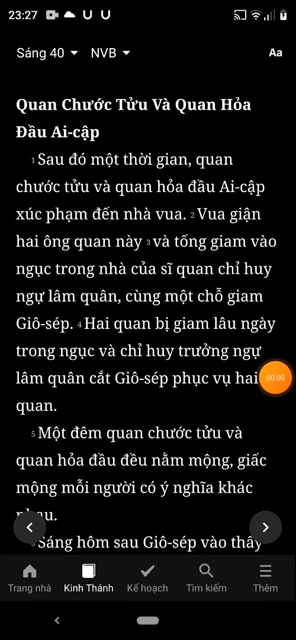 23:27
Sáng 40 NVB Aa
Quan Chước Tửu Và Quan Hỏa
Đầu Ai-cập
1 Sau đó một thời gian, quan
chước tửu và quan hỏa đầu Ai-cập
xúc phạm đến nhà vua. 2 Vua giận
hai ông quan này 3 và tống giam vào
ngục trong nhà của sĩ quan chỉ huy
ngự lâm quân, cùng một chỗ giam
Giô-sép. 4 Hai quan bị giam lâu ngày
trong ngục và chỉ huy trưởng ngự
lâm quân cắt Giô-sép phục vụ hai
quan.
00:00
5 Một đêm quan chước tửu và
quan hỏa đầu đều nằm mộng, giấc
mộng mỗi người có ý nghĩa khác
nhau.
6 Sáng hôm sau Giô-sép vào thấy
Trang nhà Kinh Thánh Kế hoạch Tìm kiếm Thêm